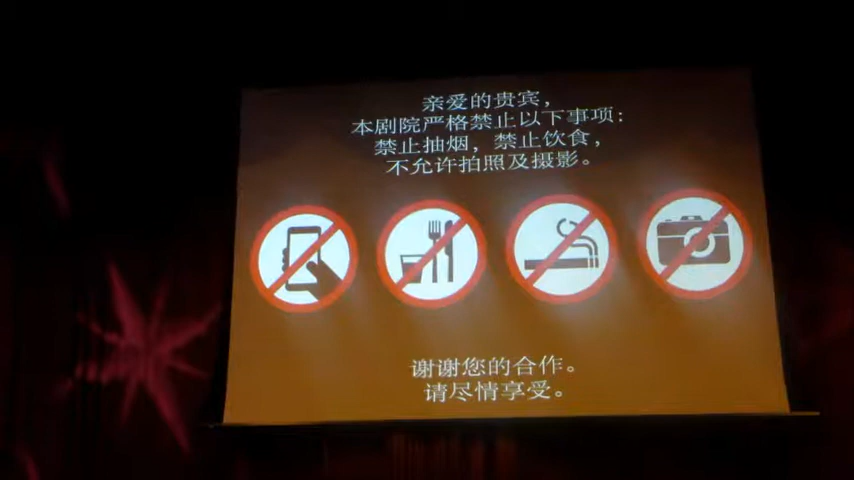 亲爱的贵宾，
本剧院严格禁止以下事项：
禁止抽烟，禁止饮食，
不允许拍照及摄影。
谢谢您的合作。
请尽情享受。